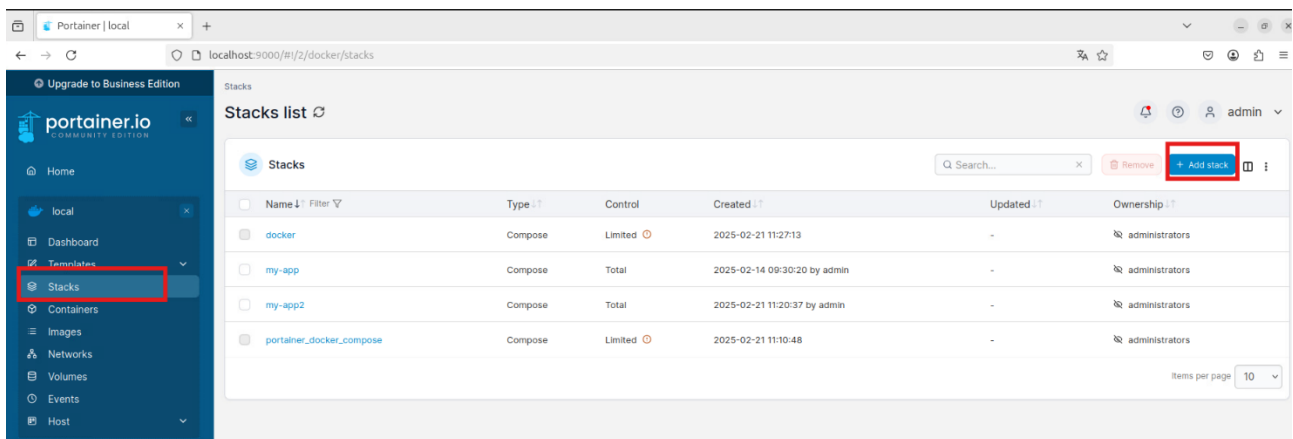 Portainer | local
localhost:9000/#!/2/docker/stacks
Upgrade to Business Edition
portainer.io
COMMUNITY EDITION
Home
local
Dashboard
Templates
Stacks
Containers
Images
Networks
Volumes
Events
Host
Stacks
Stacks list
admin
Stacks
Search...
Remove
+ Add stack
Name Filter Type Control Created Updated Ownership
docker Compose Limited 2025-02-21 11:27:13 - administrators
my-app Compose Total 2025-02-14 09:30:20 by admin - administrators
my-app2 Compose Total 2025-02-21 11:20:37 by admin - administrators
portainer_docker_compose Compose Limited 2025-02-21 11:10:48 - administrators
Items per page 10